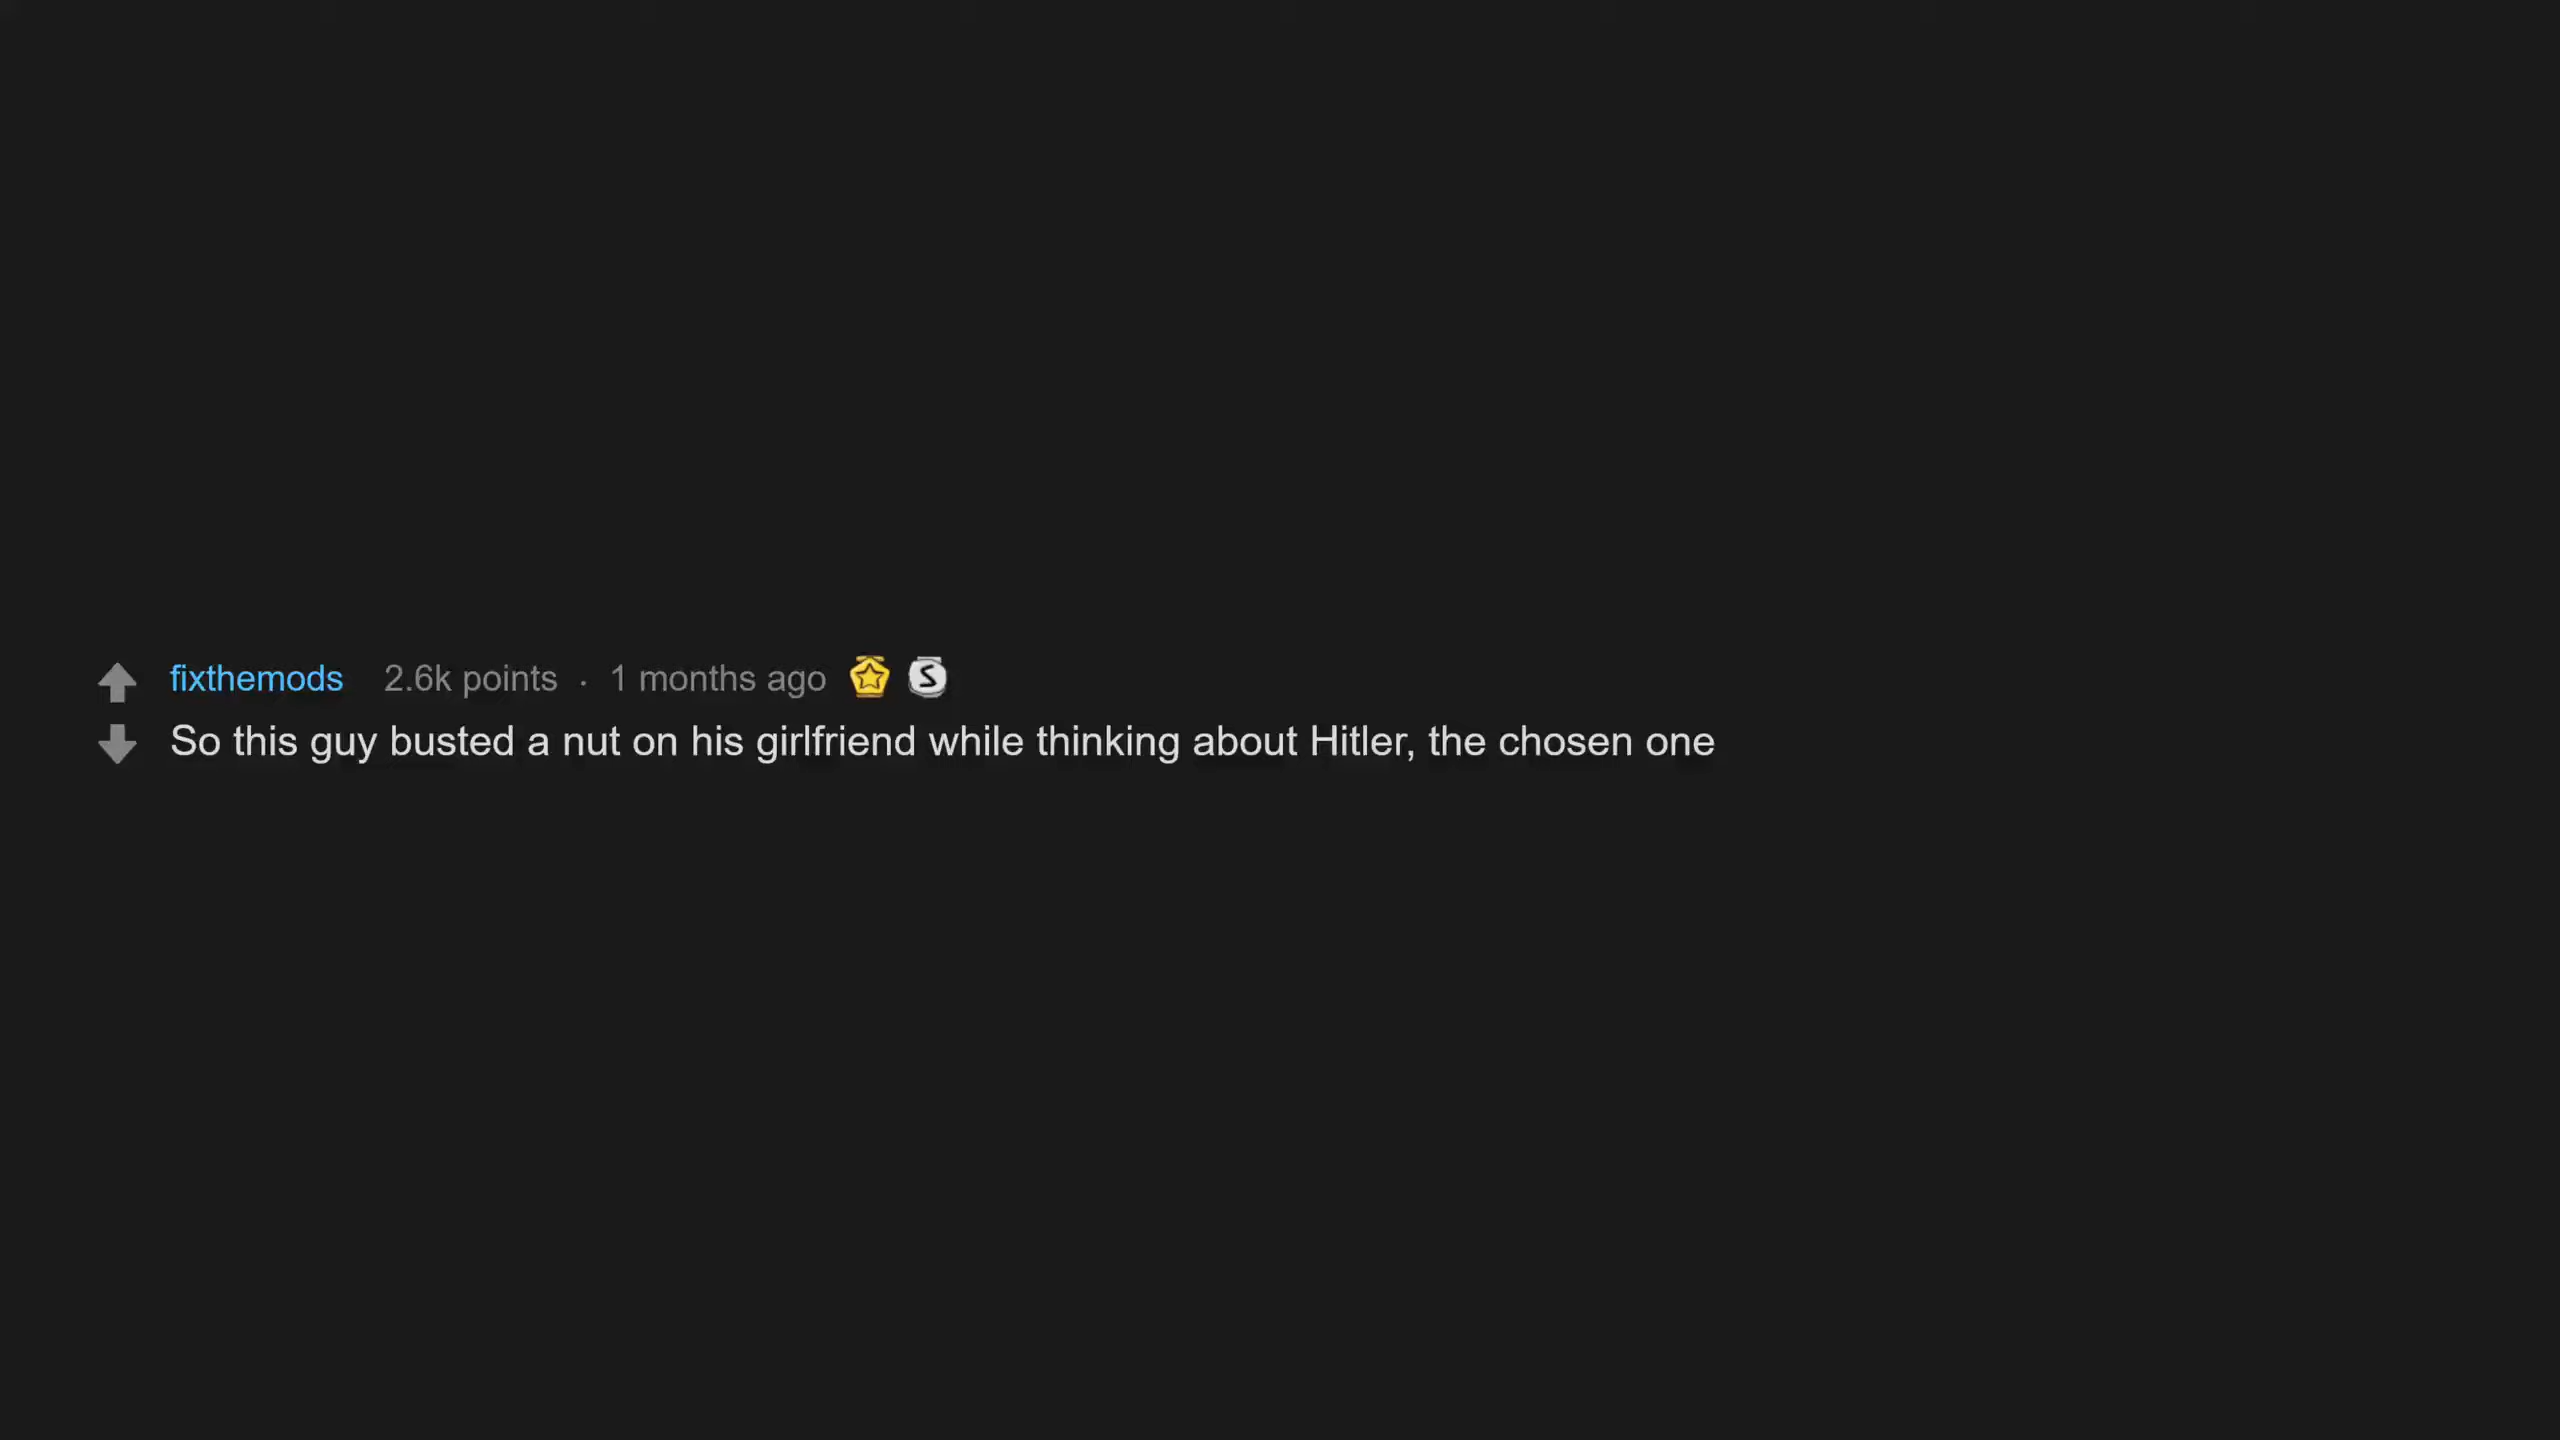 fixthemods 2.6k points · 1 months ago
So this guy busted a nut on his girlfriend while thinking about Hitler, the chosen one